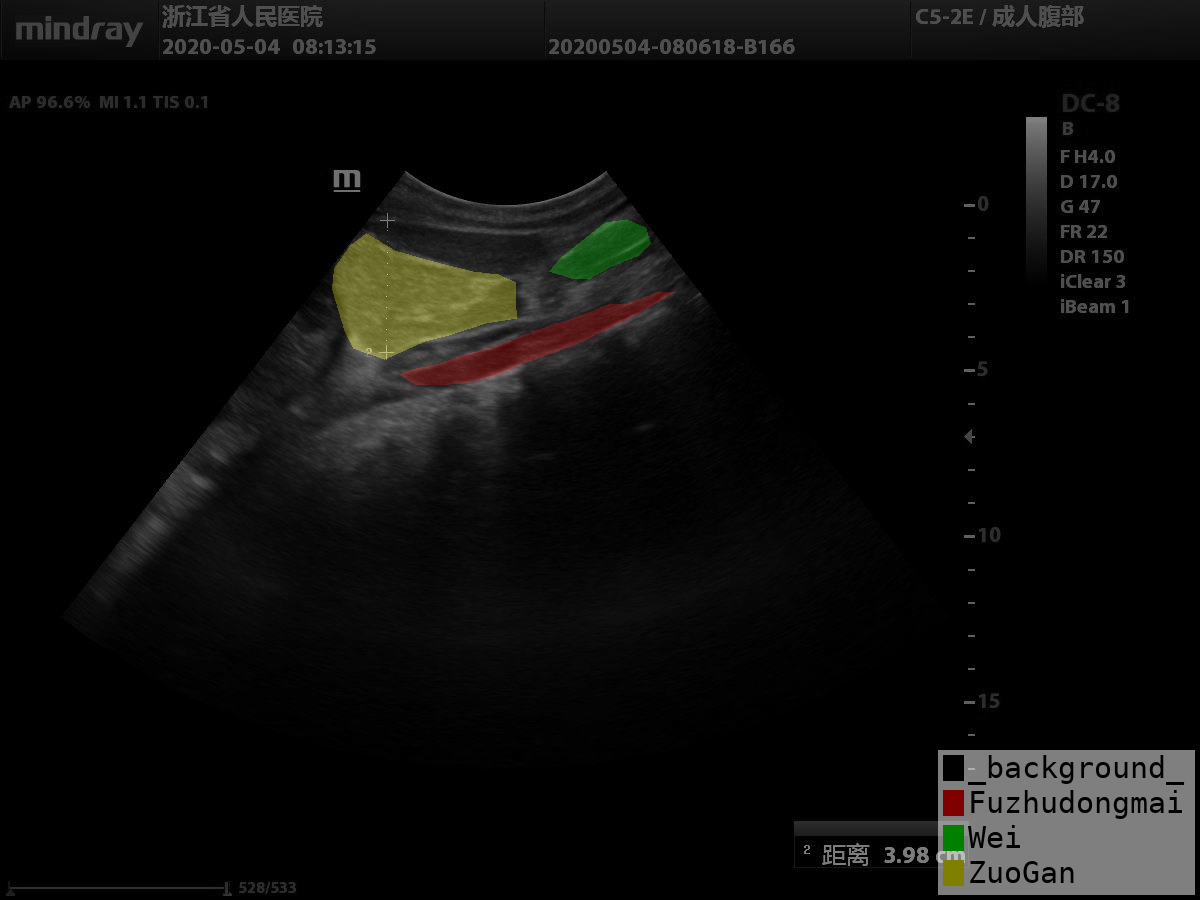 mindray
浙江省人民医院
2020-05-04 08:13:15
20200504-080618-B166
C5-2E / 成人腹部
AP 96.6% MI 1.1 TIS 0.1
DC-8
B
F H4.0
D 17.0
G 47
FR 22
DR 150
iClear 3
iBeam 1
m
2
0
5
10
15
2 距离 3.98 cm
_background_
Fuzhudongmai
Wei
ZuoGan
528/533